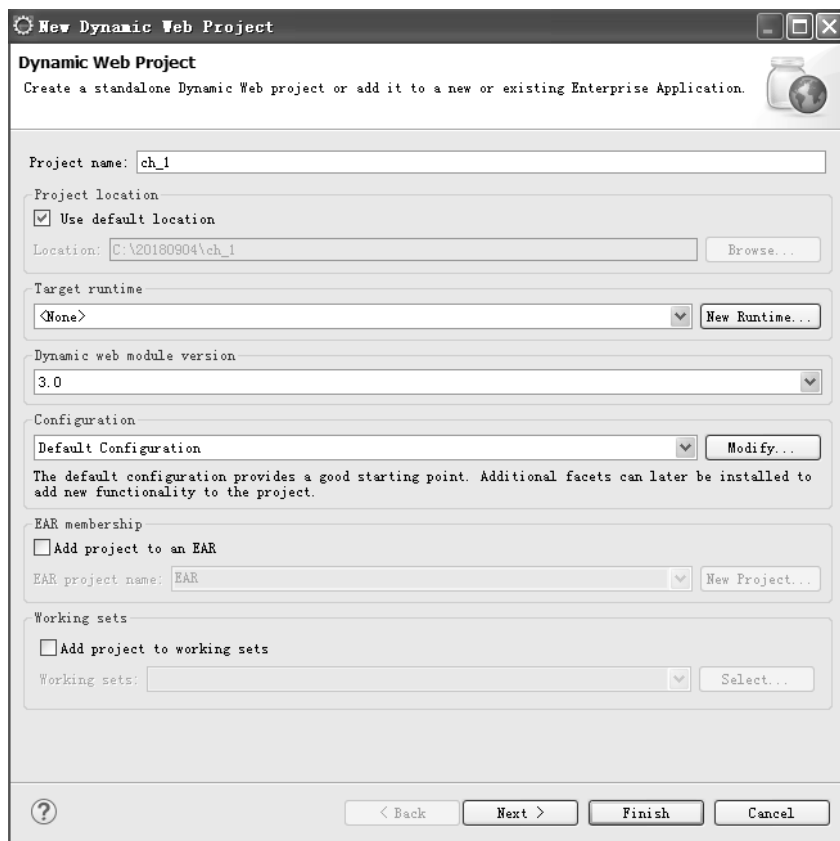 New Dynamic Web Project
Dynamic Web Project
Create a standalone Dynamic Web project or add it to a new or existing Enterprise Application.
Project name: ch_1
Project location
Use default location
Location: C:\20180904\ch_1 Browse...
Target runtime
<None> New Runtime...
Dynamic web module version
3.0
Configuration
Default Configuration Modify...
The default configuration provides a good starting point. Additional facets can later be installed to
add new functionality to the project.
EAR membership
Add project to an EAR
EAR project name: EAR New Project...
Working sets
Add project to working sets
Working sets: Select...
? < Back Next > Finish Cancel